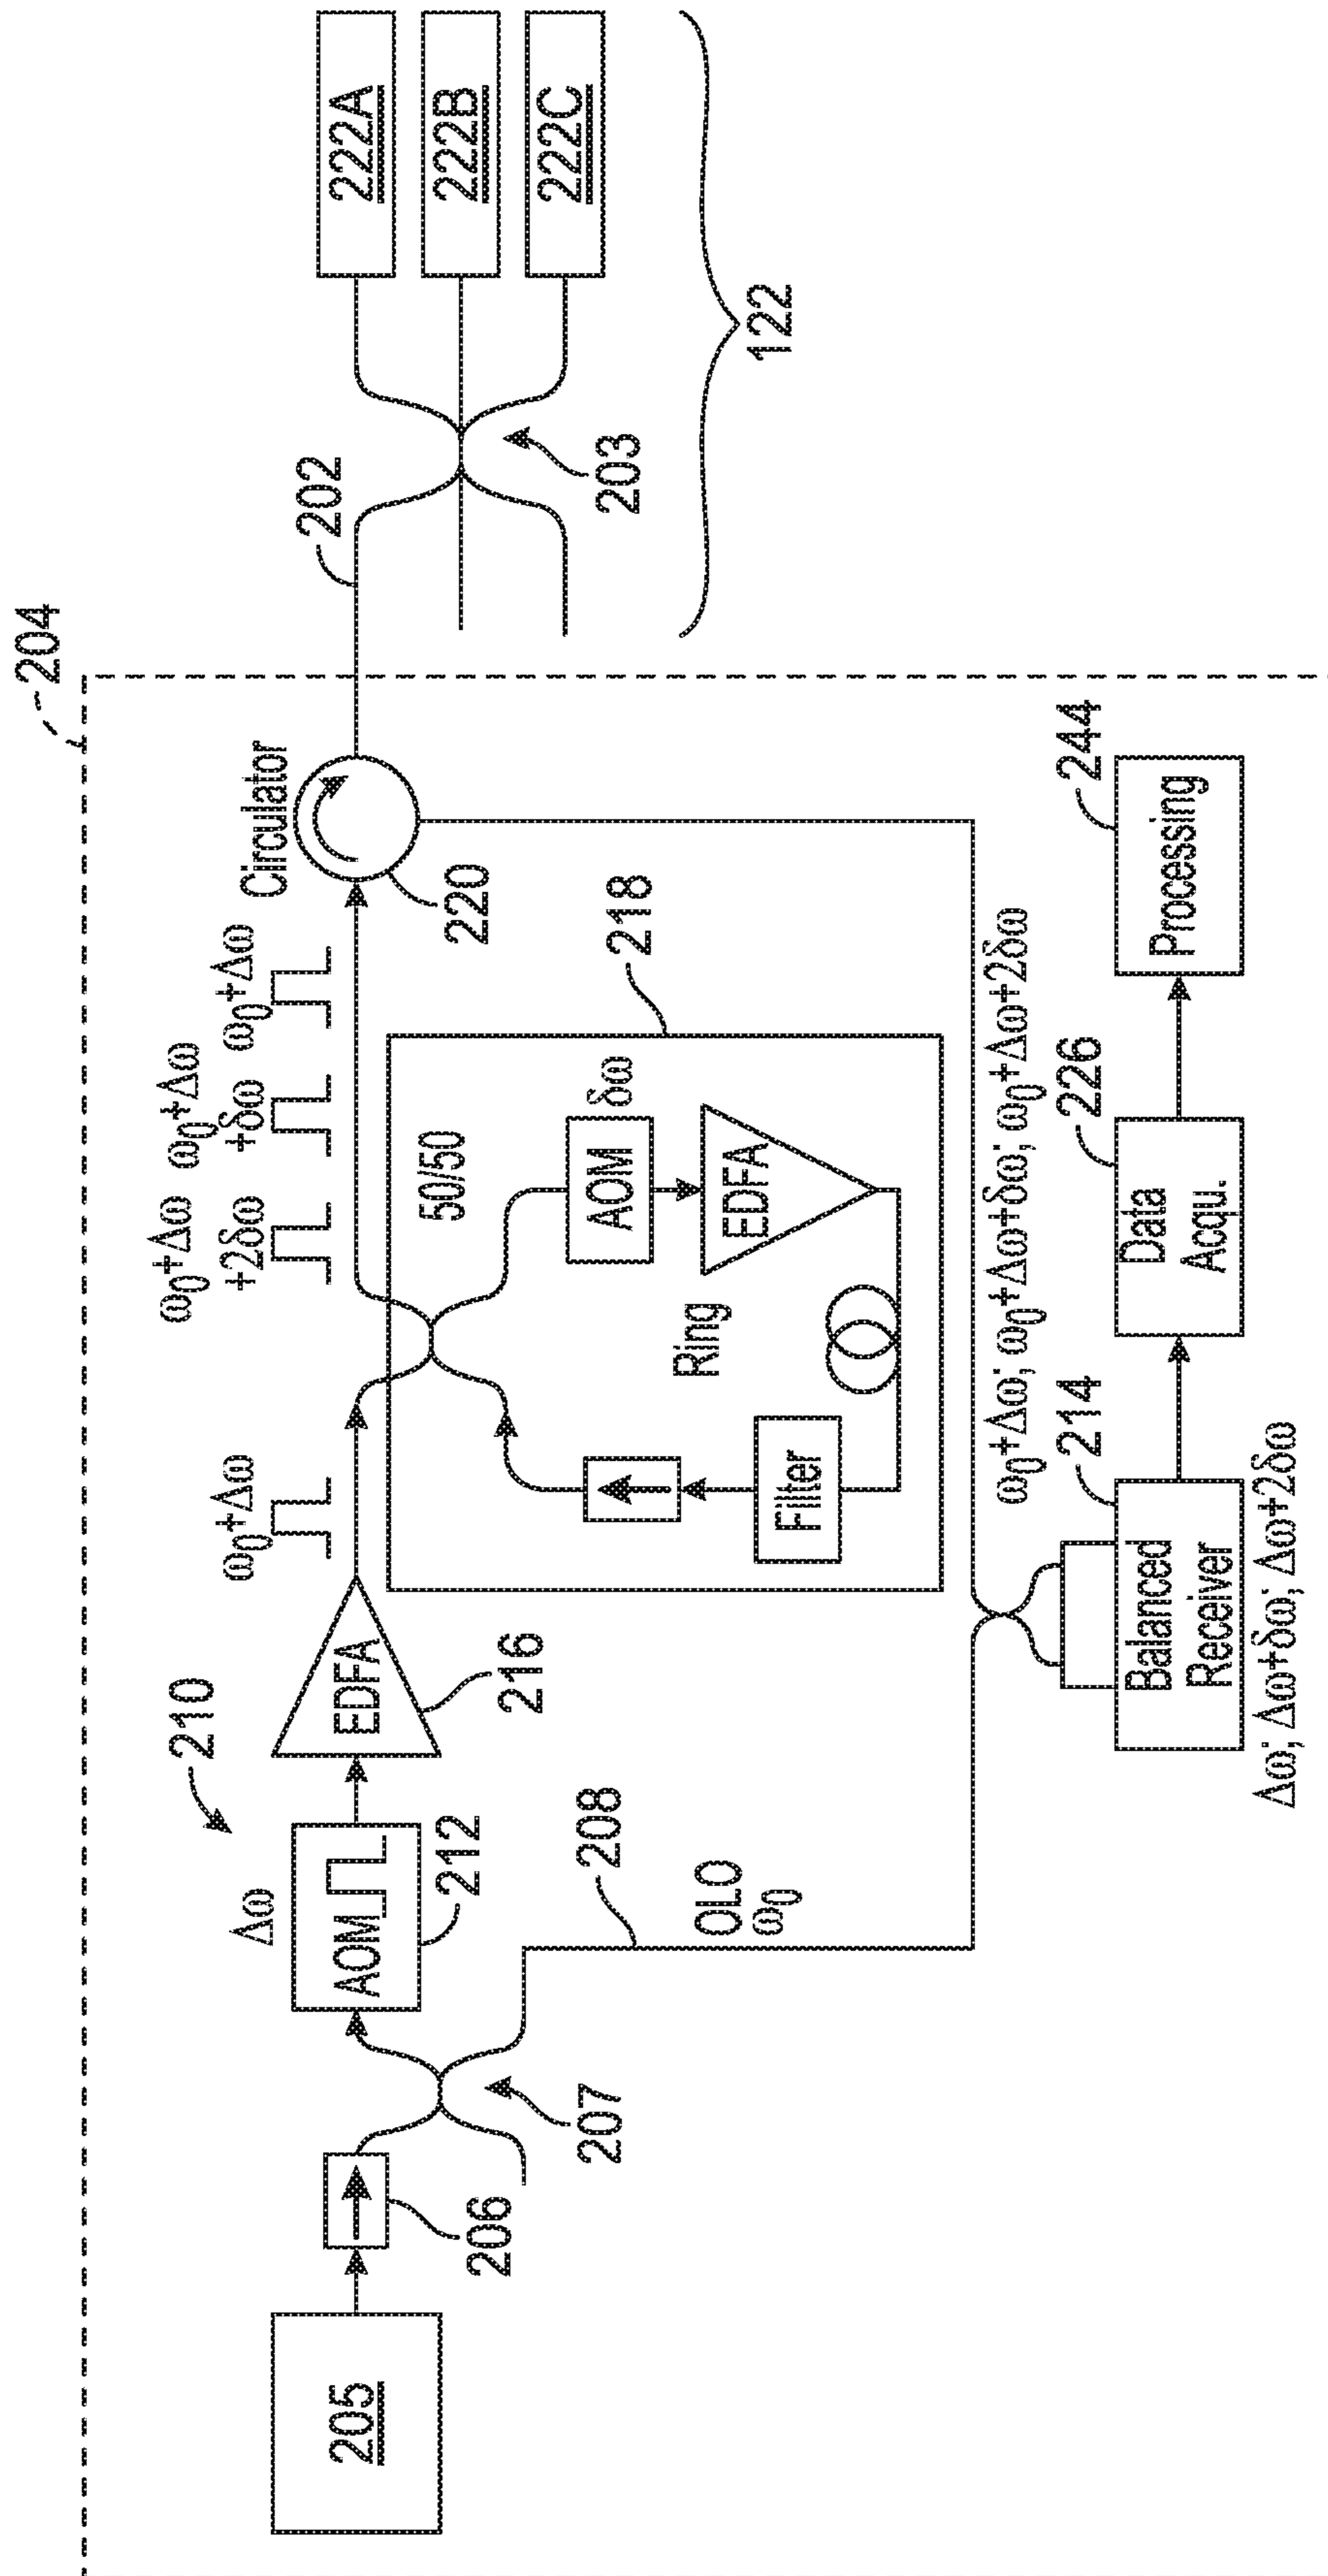 204
210
205
206
207
Δω
AOM
212
EDFA
216
ω0+Δω
ω0+Δω
+2δω
ω0+Δω
+δω
ω0+Δω
Circulator
220
202
203
222A
222B
222C
122
218
50/50
AOM
δω
EDFA
Ring
Filter
208
OLO
ω0
ω0+Δω; ω0+Δω+δω; ω0+Δω+2δω
214
Balanced
Receiver
Δω; Δω+δω; Δω+2δω
226
Data
Acqu.
244
Processing